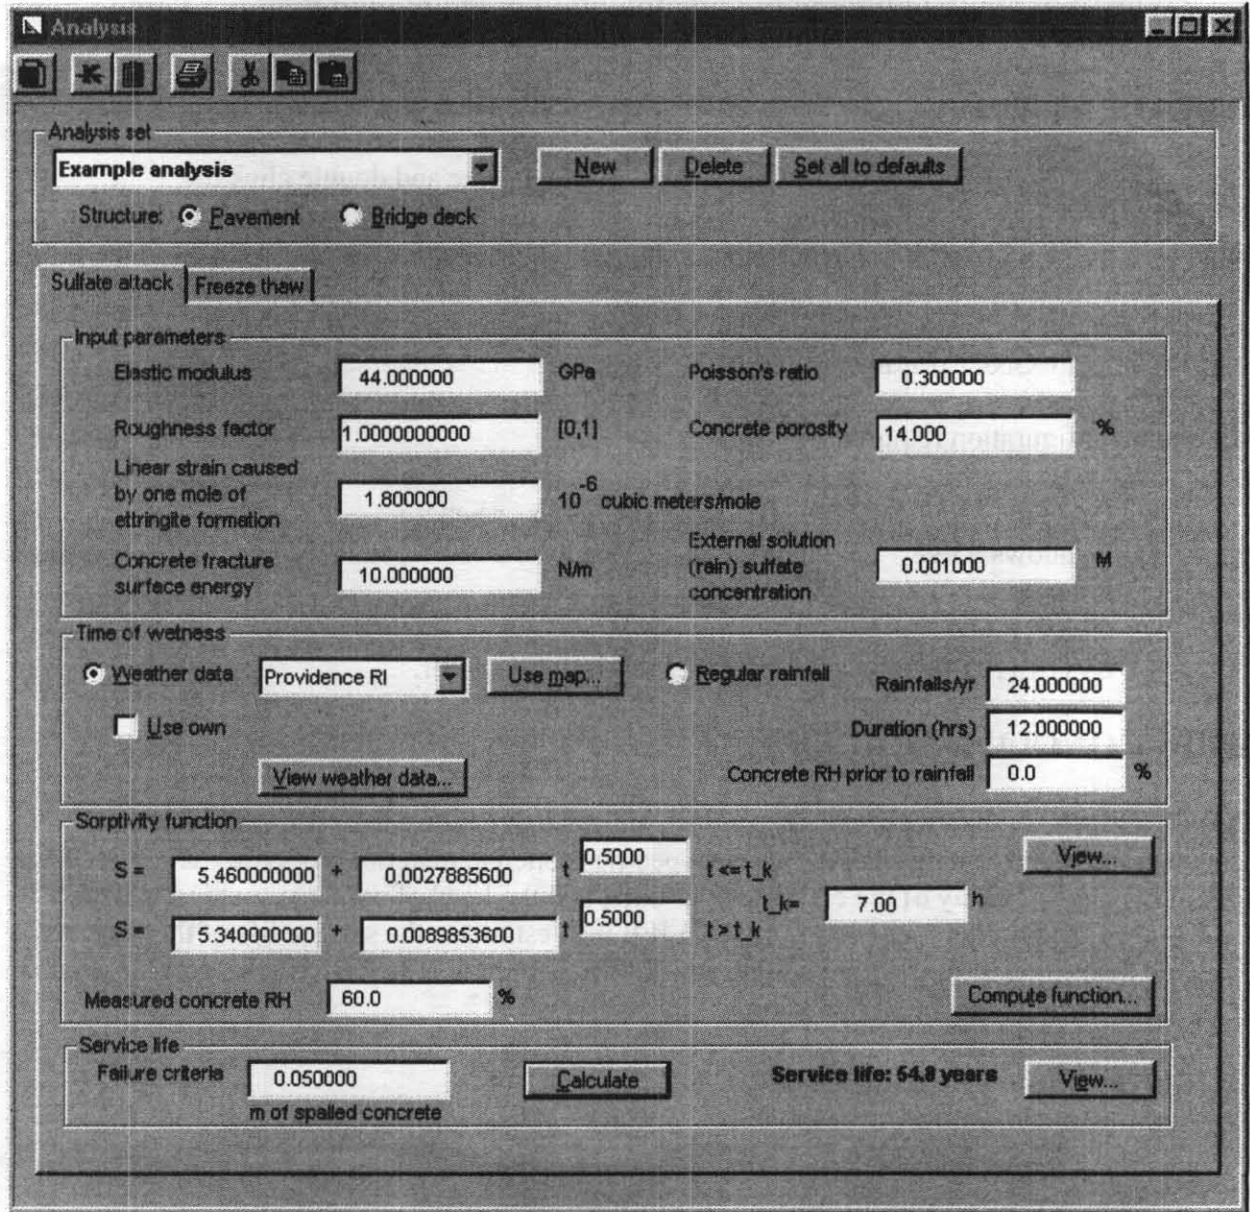 Analysis
Analysis set
Example analysis
New
Delete
Set all to defaults
Structure:
Pavement
Bridge deck
Sulfate attack
Freeze thaw
Input parameters
Elastic modulus
44.000000
GPa
Poisson's ratio
0.300000
Roughness factor
1.0000000000
[0,1]
Concrete porosity
14.000
%
Linear strain caused
by one mole of
ettringite formation
1.800000
10^-6 cubic meters/mole
Concrete fracture
surface energy
10.000000
N/m
External solution
(rain) sulfate
concentration
0.001000
M
Time of wetness
Weather data
Providence RI
Use map...
Regular rainfall
Rainfalls/yr
24.000000
Use own
Duration (hrs)
12.000000
View weather data...
Concrete RH prior to rainfall
0.0
%
Sorptivity function
S = 5.460000000 + 0.0027885600 t 0.5000 t <= t_k
View...
t_k= 7.00 h
S = 5.340000000 + 0.0089853600 t 0.5000 t > t_k
Measured concrete RH
60.0
%
Compute function...
Service life
Failure criteria
0.050000
m of spalled concrete
Calculate
Service life: 54.8 years
View...